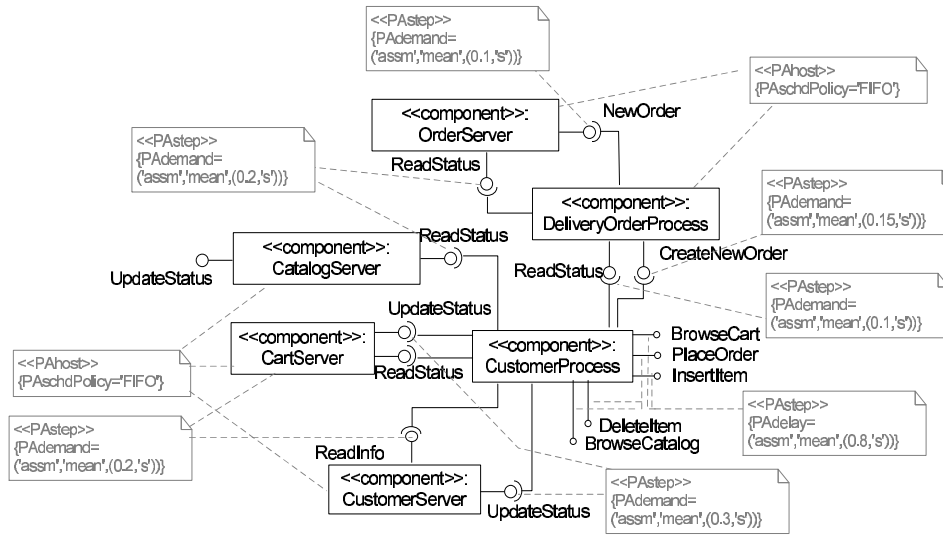 <<PAstep>>
{PAdemand=
('assm','mean',(0.1,'s'))}
<<PAhost>>
{PAschdPolicy='FIFO'}
<<component>>:
OrderServer
NewOrder
<<PAstep>>
{PAdemand=
('assm','mean',(0.2,'s'))}
ReadStatus
<<component>>:
DeliveryOrderProcess
<<PAstep>>
{PAdemand=
('assm','mean',(0.15,'s'))}
<<component>>:
CatalogServer
ReadStatus
UpdateStatus
ReadStatus
CreateNewOrder
<<PAstep>>
{PAdemand=
('assm','mean',(0.1,'s'))}
UpdateStatus
<<component>>:
CartServer
ReadStatus
<<component>>:
CustomerProcess
BrowseCart
PlaceOrder
InsertItem
<<PAhost>>
{PAschdPolicy='FIFO'}
<<PAstep>>
{PAdemand=
('assm','mean',(0.2,'s'))}
<<PAstep>>
{PAdelay=
('assm','mean',(0.8,'s'))}
DeleteItem
BrowseCatalog
ReadInfo
<<component>>:
CustomerServer
UpdateStatus
<<PAstep>>
{PAdemand=
('assm','mean',(0.3,'s'))}